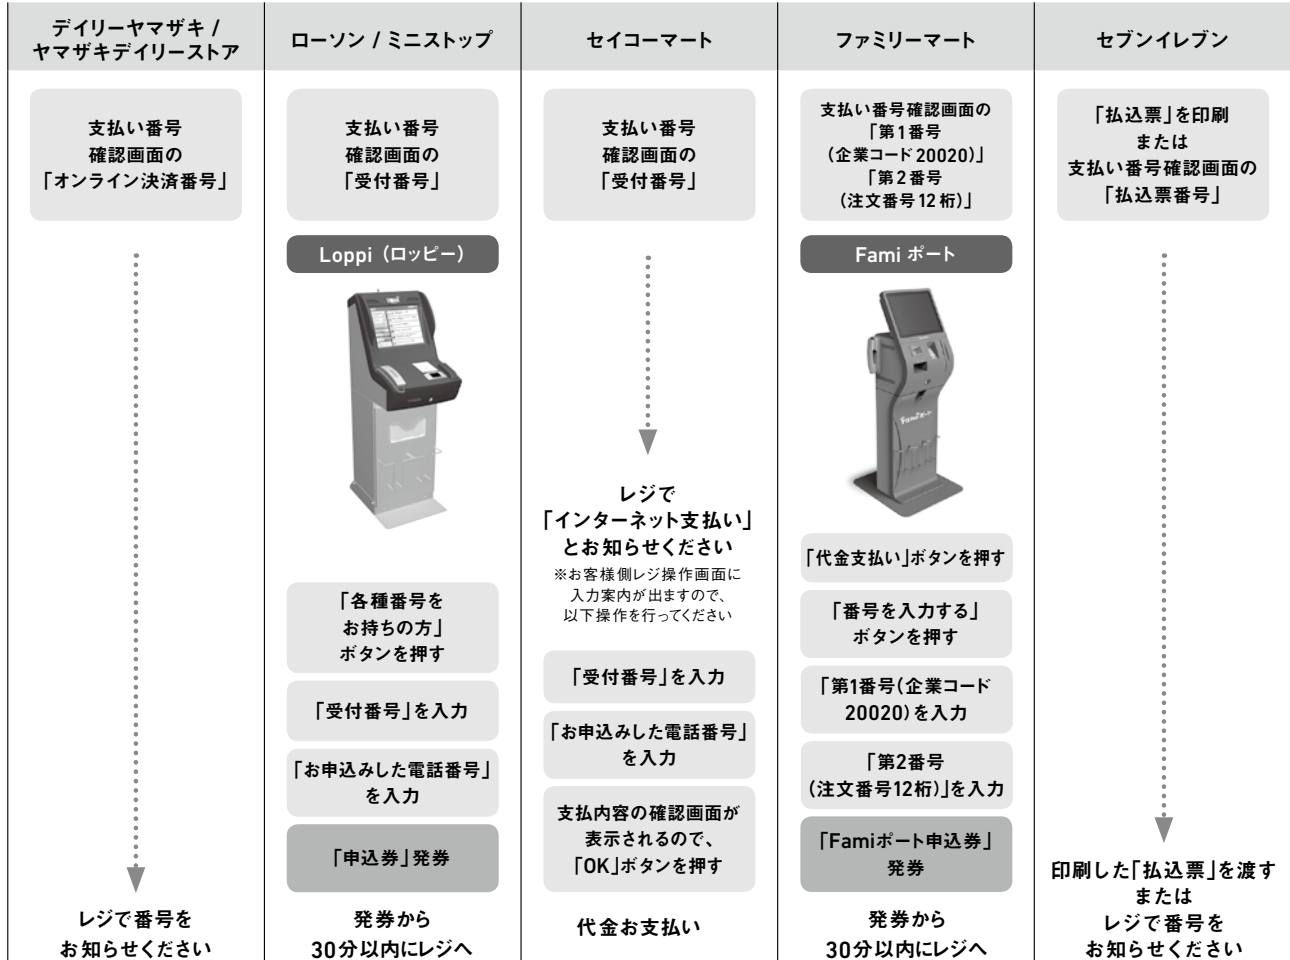 デイリーヤマザキ /
ヤマザキデイリーストア
支払い番号
確認画面の
「オンライン決済番号」
レジで番号を
お知らせください
ローソン / ミニストップ
支払い番号
確認画面の
「受付番号」
Loppi（ロッピー）
「各種番号を
お持ちの方」
ボタンを押す
「受付番号」を入力
「お申込みした電話番号」
を入力
「申込券」発券
発券から
30分以内にレジへ
セイコーマート
支払い番号
確認画面の
「受付番号」
レジで
「インターネット支払い」
とお知らせください
※お客様側レジ操作画面に
入力案内が出ますので、
以下操作を行ってください
「受付番号」を入力
「お申込みした電話番号」
を入力
支払内容の確認画面が
表示されるので、
「OK」ボタンを押す
代金お支払い
ファミリーマート
支払い番号確認画面の
「第1番号
(企業コード20020)」
「第2番号
(注文番号12桁)」
Fami ポート
Famiポート
「代金支払い」ボタンを押す
「番号を入力する」
ボタンを押す
「第1番号(企業コード
20020)を入力
「第2番号
(注文番号12桁)」を入力
「Famiポート申込券」
発券
発券から
30分以内にレジへ
セブンイレブン
「払込票」を印刷
または
支払い番号確認画面の
「払込票番号」
印刷した「払込票」を渡す
または
レジで番号を
お知らせください